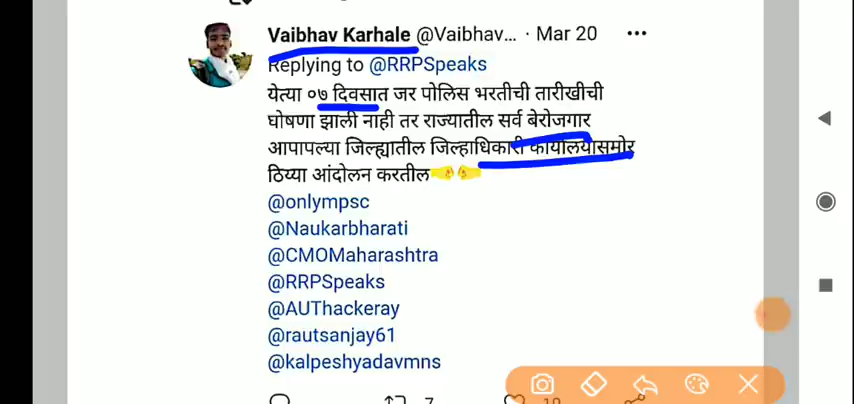 Vaibhav Karhale @Vaibhav... · Mar 20
Replying to @RRPSpeaks
येत्या ०७ दिवसात जर पोलिस भरतीची तारीखीची
घोषणा झाली नाही तर राज्यातील सर्व बेरोजगार
आपापल्या जिल्ह्यातील जिल्हाधिकारी कार्यालयासमोर
ठिय्या आंदोलन करतील
@onlympsc
@Naukarbharati
@CMOMaharashtra
@RRPSpeaks
@AUThackeray
@rautsanjay61
@kalpeshyadavmns
7